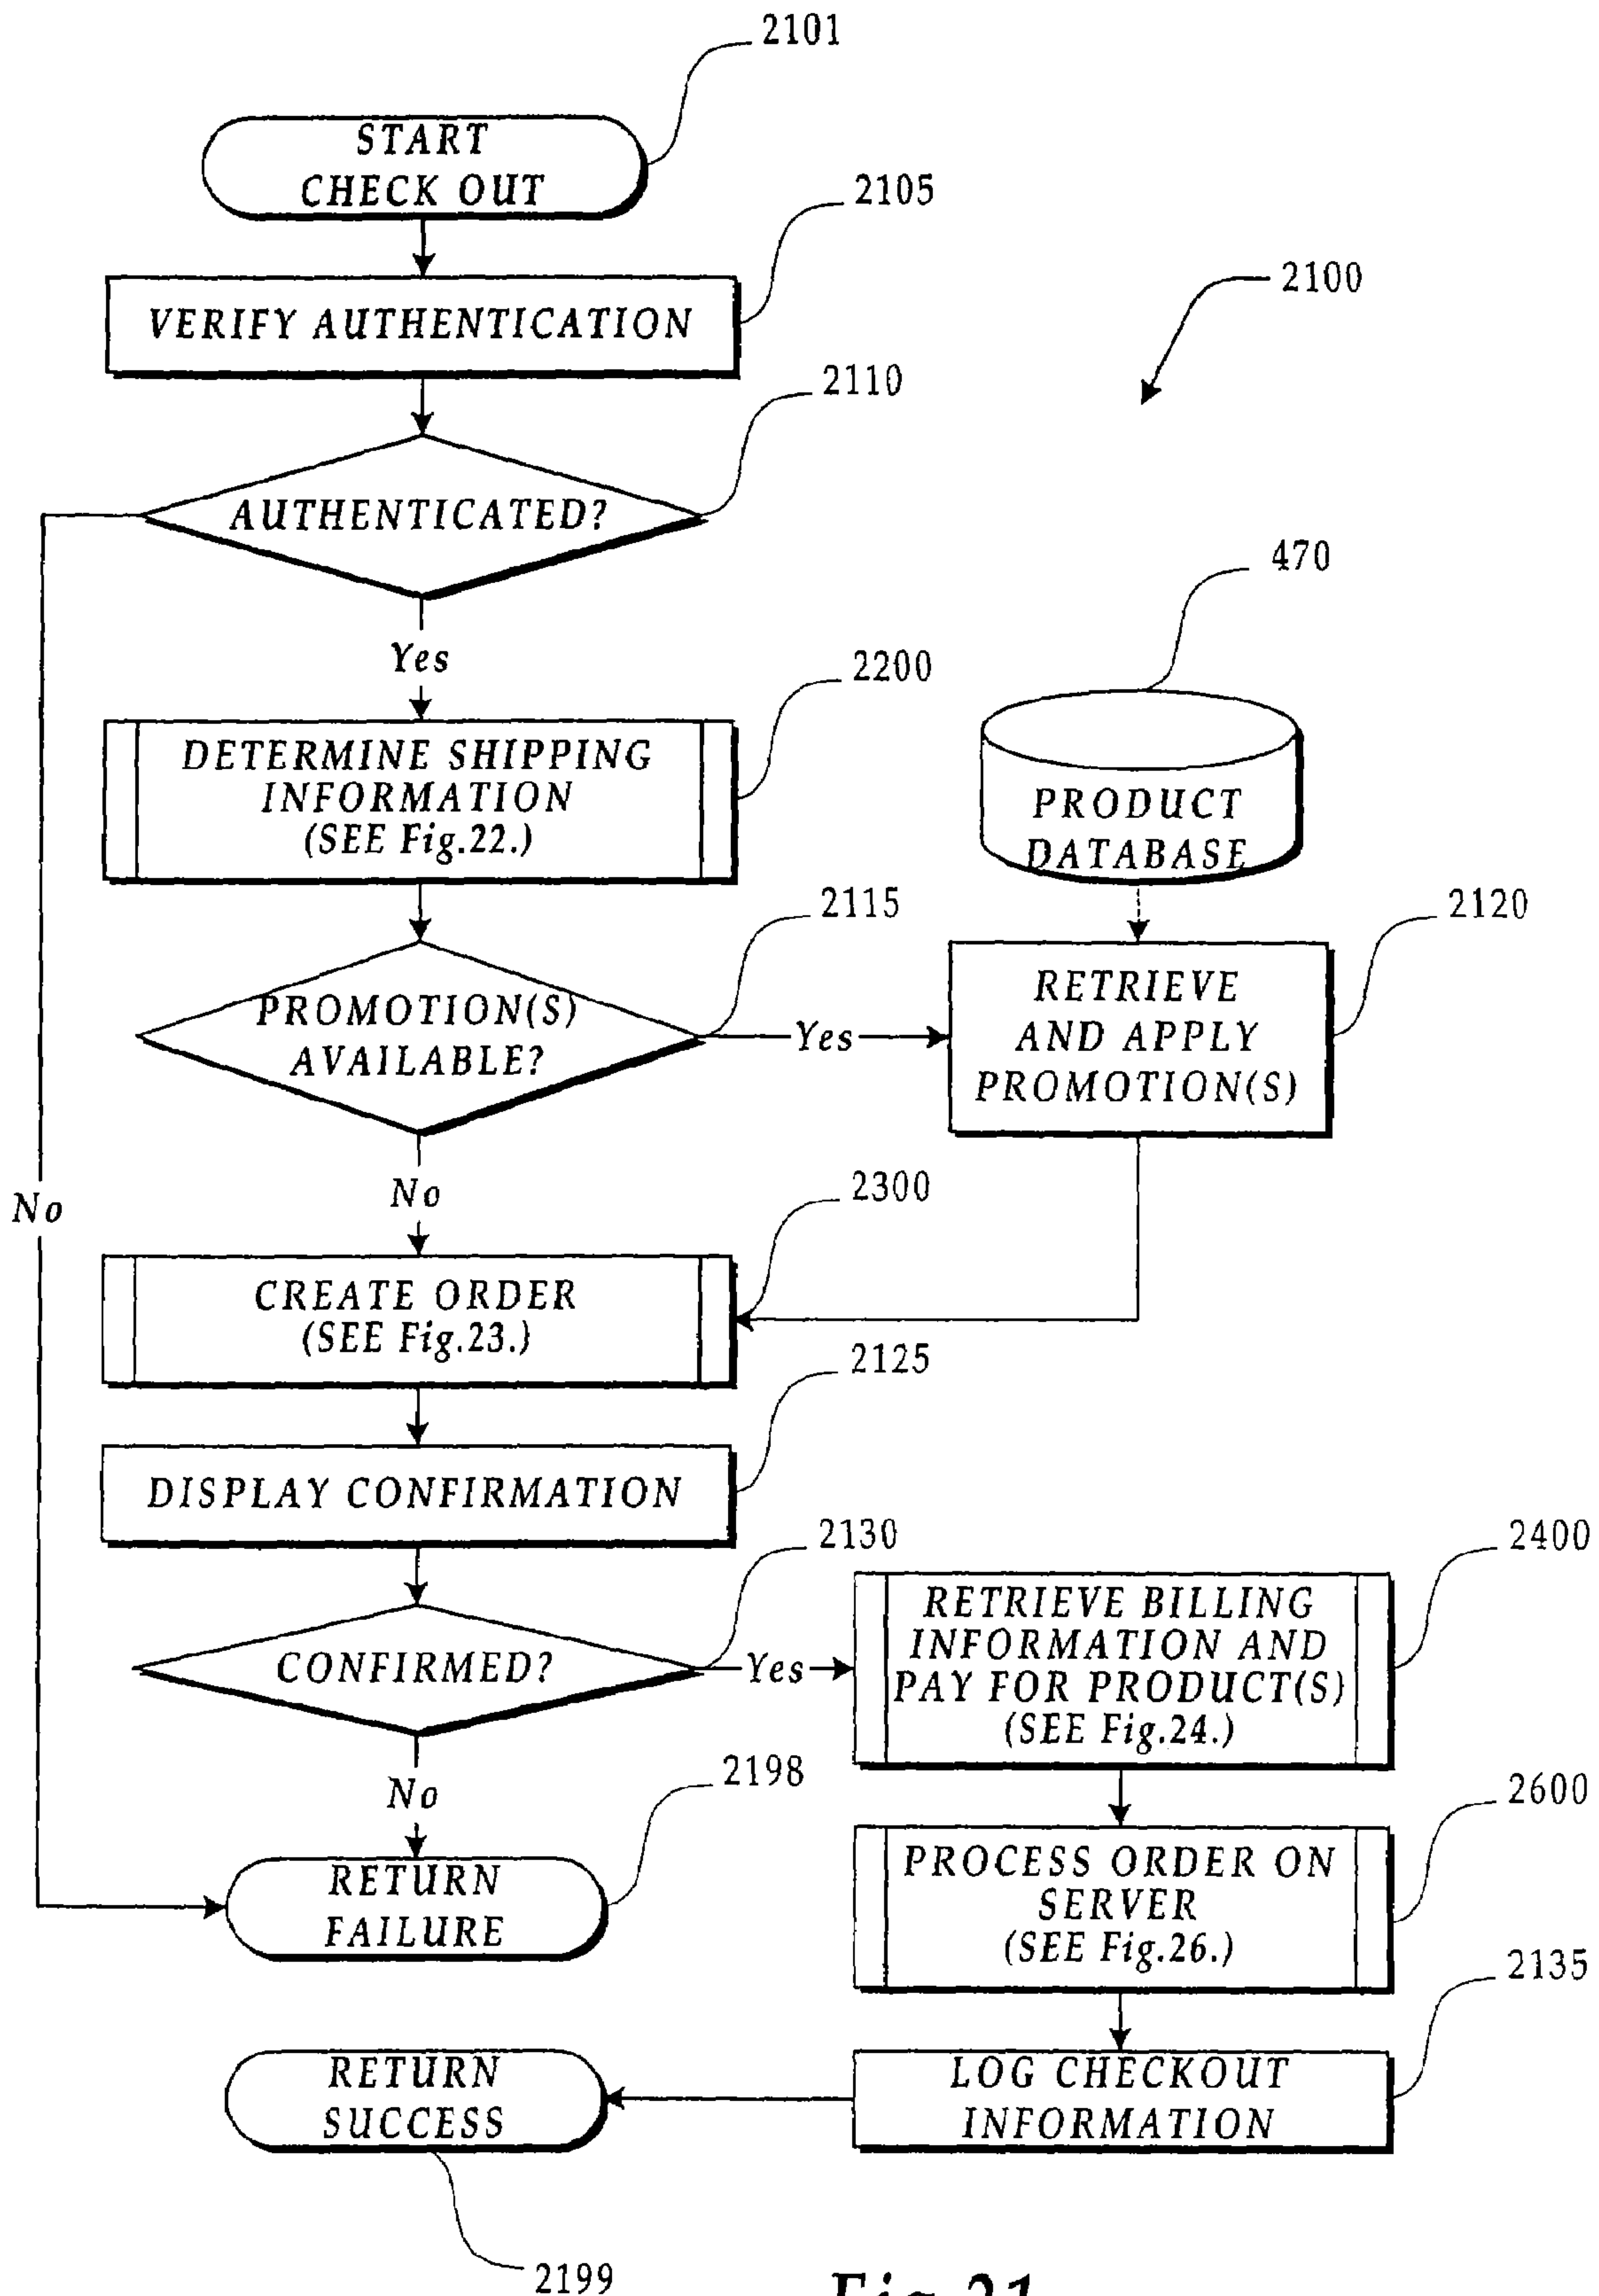 2101
START
CHECK OUT
2105
VERIFY AUTHENTICATION
2100
2110
AUTHENTICATED?
470
Yes
2200
DETERMINE SHIPPING
INFORMATION
(SEE Fig.22.)
PRODUCT
DATABASE
2115
2120
PROMOTION(S)
AVAILABLE?
Yes
RETRIEVE
AND APPLY
PROMOTION(S)
No
No
2300
CREATE ORDER
(SEE Fig.23.)
2125
DISPLAY CONFIRMATION
2130
2400
CONFIRMED?
Yes
RETRIEVE BILLING
INFORMATION AND
PAY FOR PRODUCT(S)
(SEE Fig.24.)
No
2198
2600
RETURN
FAILURE
PROCESS ORDER ON
SERVER
(SEE Fig.26.)
2135
RETURN
SUCCESS
LOG CHECKOUT
INFORMATION
2199
Fig.21.